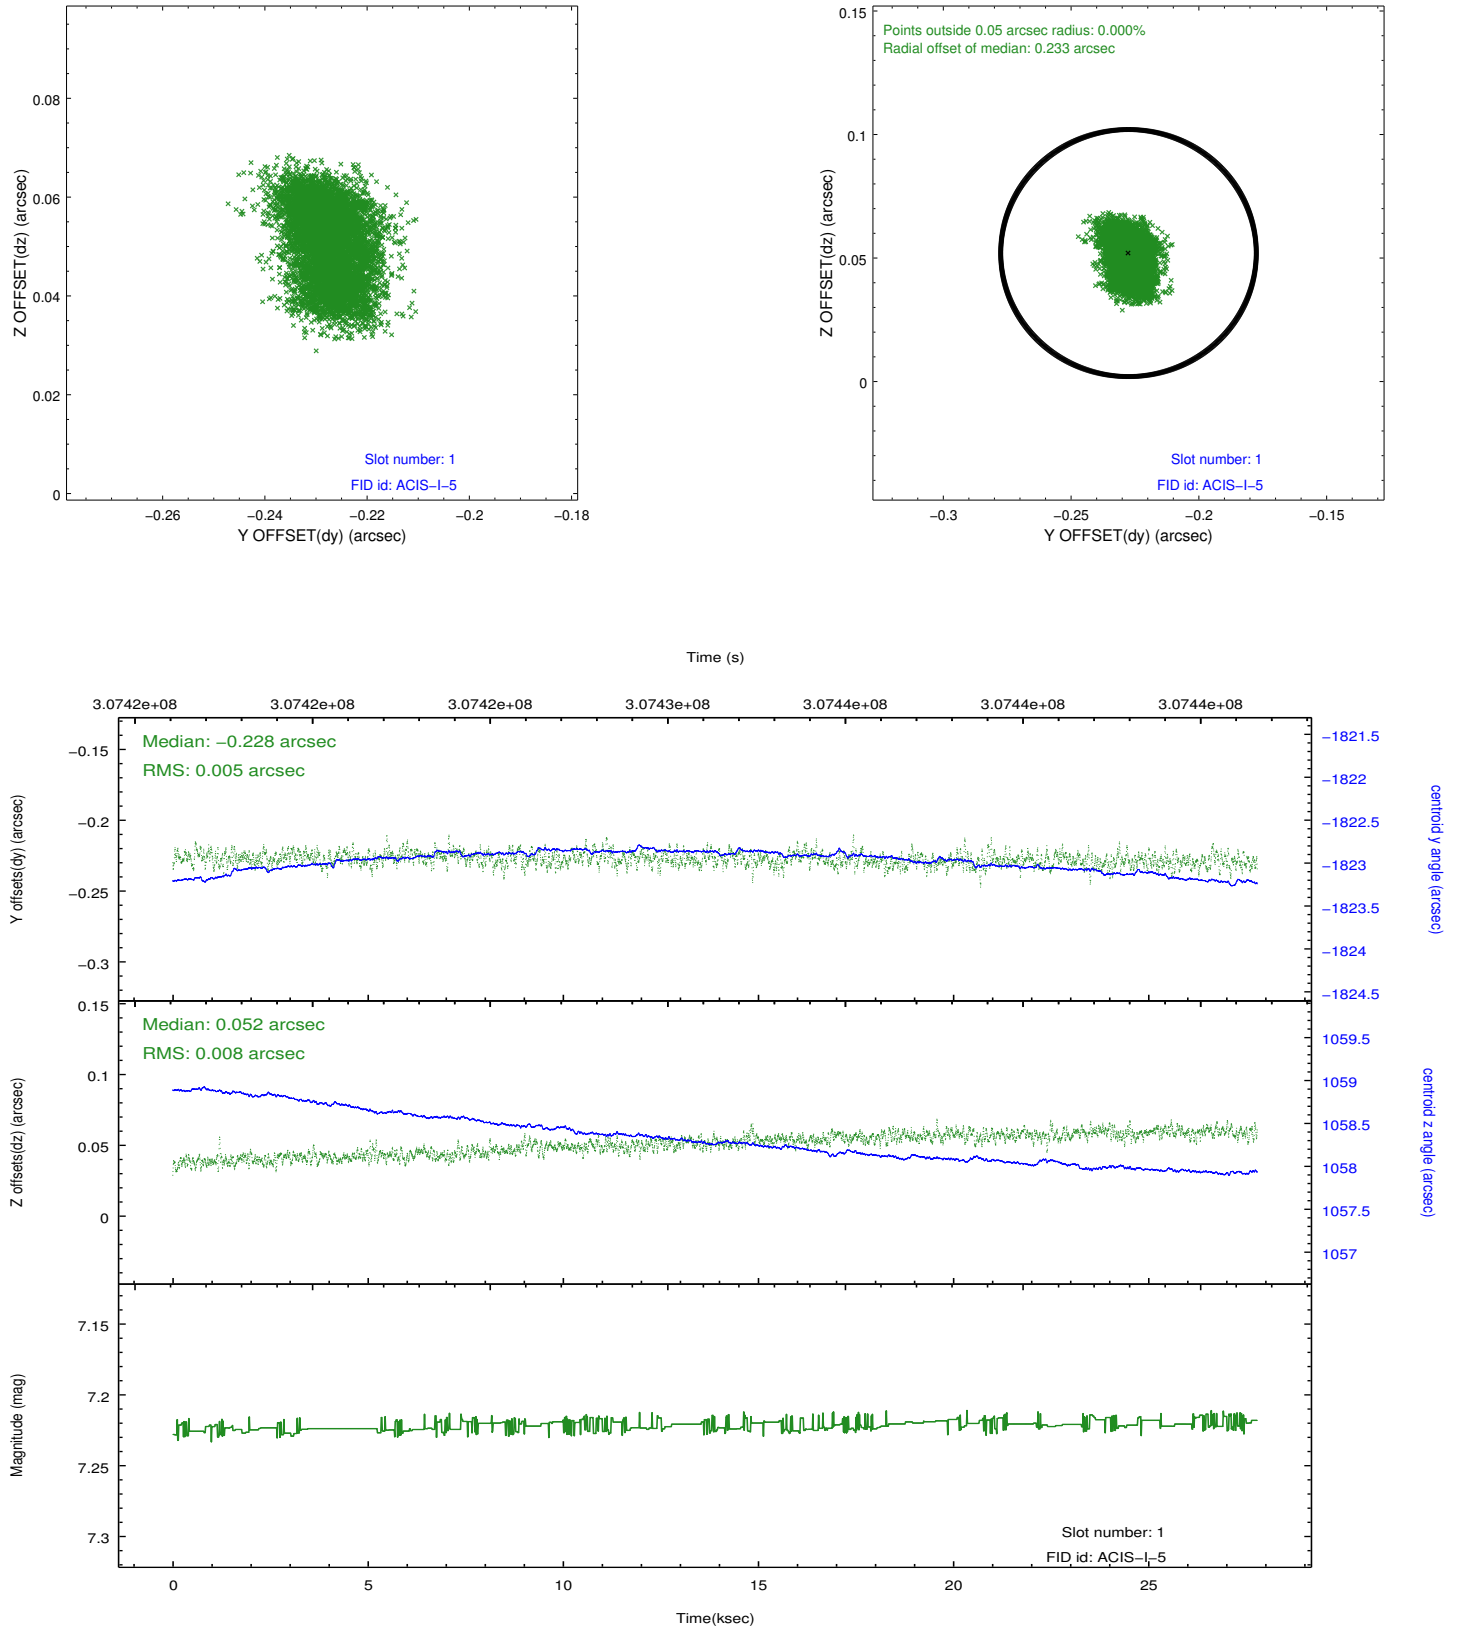 0.08
0.06
0.04
0.02
0
Z OFFSET(dz) (arcsec)
−0.26 −0.24 −0.22 −0.2 −0.18
Y OFFSET(dy) (arcsec)
Slot number: 1
FID id: ACIS−I−5
Points outside 0.05 arcsec radius: 0.000%
Radial offset of median: 0.233 arcsec
0.15
0.1
0.05
0
Z OFFSET(dz) (arcsec)
−0.3 −0.25 −0.2 −0.15
Y OFFSET(dy) (arcsec)
Slot number: 1
FID id: ACIS−I−5
Time (s)
3.0742e+08 3.0742e+08 3.0742e+08 3.0743e+08 3.0744e+08 3.0744e+08 3.0744e+08
Median: −0.228 arcsec
RMS: 0.005 arcsec
−0.15
−0.2
−0.25
−0.3
Y offsets(dy) (arcsec)
−1821.5
−1822
−1822.5
−1823
−1823.5
−1824
−1824.5
centroid y angle (arcsec)
Median: 0.052 arcsec
RMS: 0.008 arcsec
0.15
0.1
0.05
0
Z offsets(dz) (arcsec)
1059.5
1059
1058.5
1058
1057.5
1057
centroid z angle (arcsec)
7.15
7.2
7.25
7.3
Magnitude (mag)
Slot number: 1
FID id: ACIS−I−5
0 5 10 15 20 25
Time(ksec)